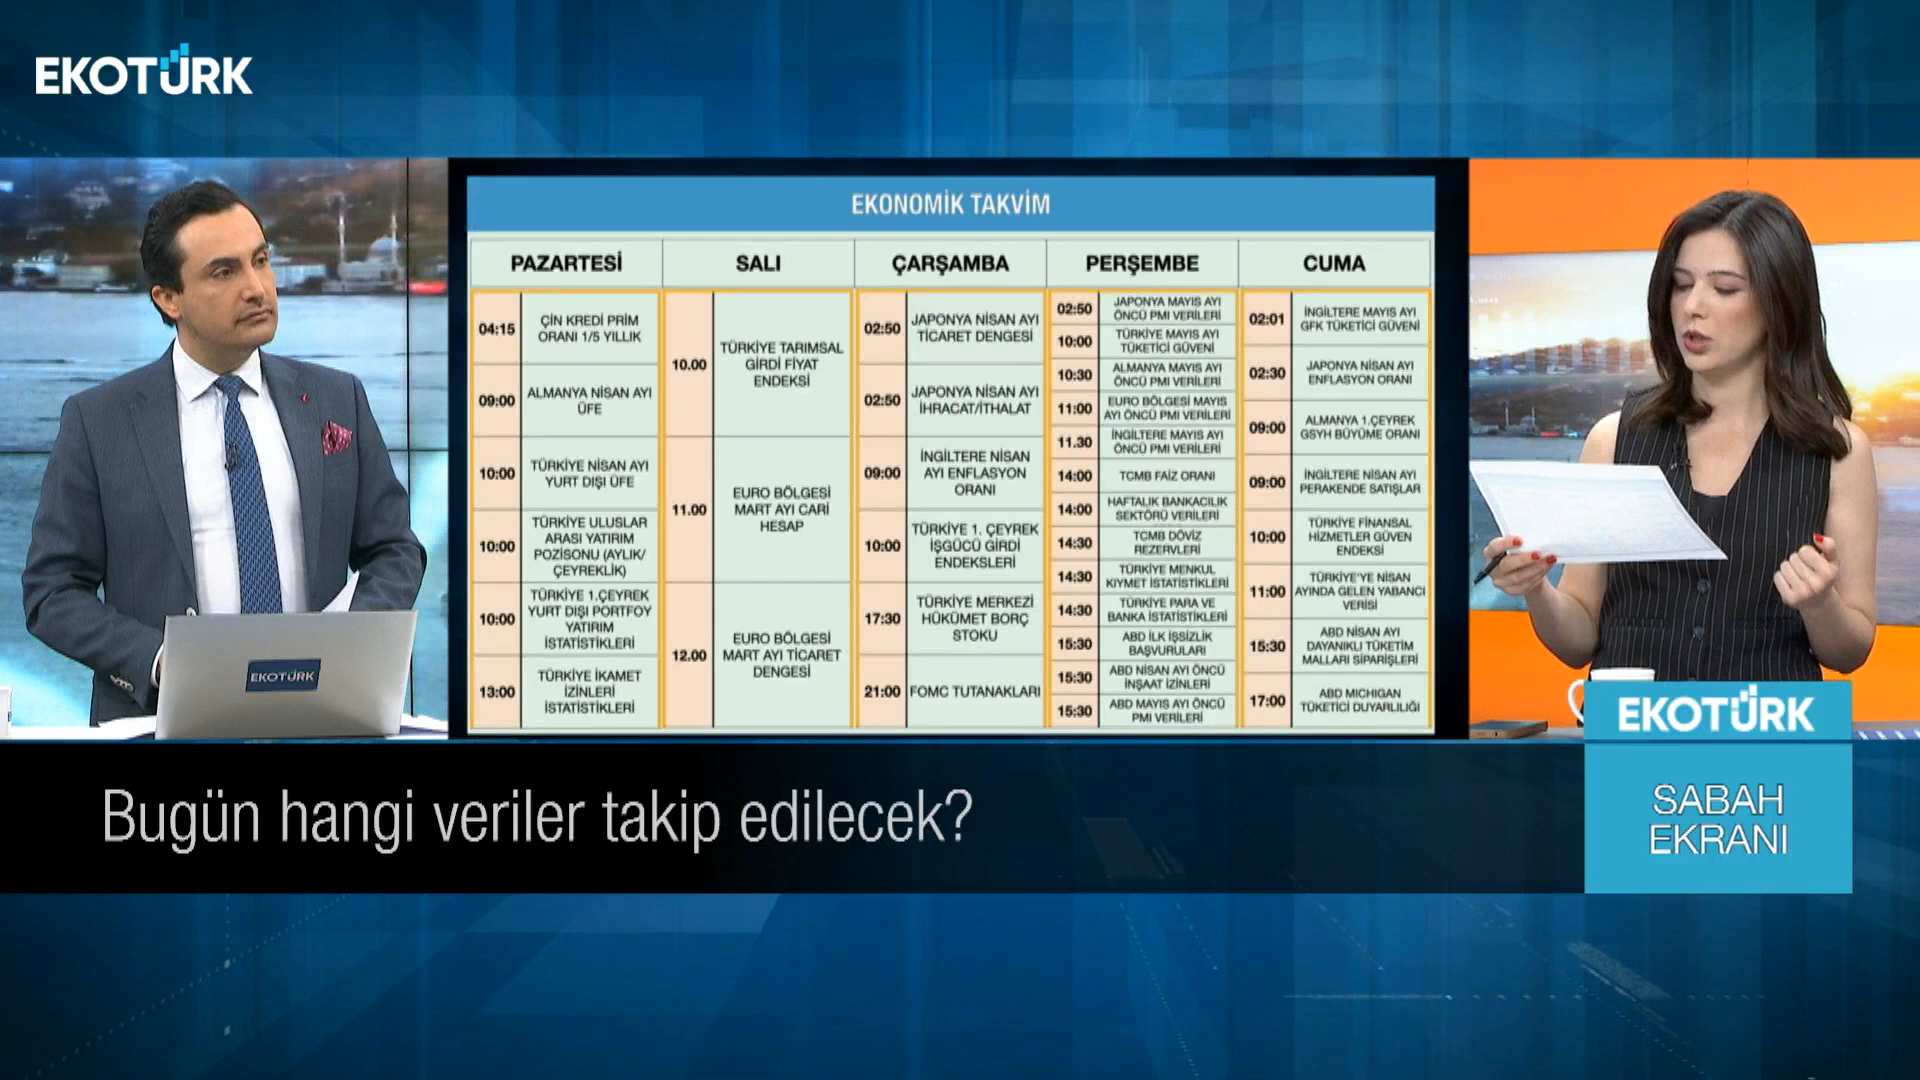 EKOTÜRK
EKONOMİK TAKVİM
PAZARTESİ
04:15
ÇİN KREDİ PRİM
ORANI 1/5 YILLIK
09:00
ALMANYA NİSAN AYI
ÜFE
10:00
TÜRKİYE NİSAN AYI
YURT DIŞI ÜFE
10:00
TÜRKİYE ULUSLAR
ARASI YATIRIM
POZİSONU (AYLIK/
ÇEYREKLİK)
10:00
TÜRKİYE 1.ÇEYREK
YURT DIŞI PORTFOY
YATIRIM
İSTATİSTİKLERİ
13:00
TÜRKİYE İKAMET
İZİNLERİ
İSTATİSTİKLERİ
SALI
10.00
TÜRKİYE TARIMSAL
GİRDİ FİYAT
ENDEKSİ
11.00
EURO BÖLGESİ
MART AYI CARİ
HESAP
12.00
EURO BÖLGESİ
MART AYI TİCARET
DENGESİ
ÇARŞAMBA
02:50
JAPONYA NİSAN AYI
TİCARET DENGESİ
02:50
JAPONYA NİSAN AYI
İHRACAT/İTHALAT
09:00
İNGİLTERE NİSAN
AYI ENFLASYON
ORANI
10:00
TÜRKİYE 1. ÇEYREK
İŞGÜCÜ GİRDİ
ENDEKSLERİ
17:30
TÜRKİYE MERKEZİ
HÜKÜMET BORÇ
STOKU
21:00
FOMC TUTANAKLARI
PERŞEMBE
02:50
JAPONYA MAYIS AYI
ÖNCÜ PMI VERİLERİ
10:00
TÜRKİYE MAYIS AYI
TÜKETİCİ GÜVENİ
10:30
ALMANYA MAYIS AYI
ÖNCÜ PMI VERİLERİ
11:00
EURO BÖLGESİ MAYIS
AYI ÖNCÜ PMI VERİLERİ
11.30
İNGİLTERE MAYIS AYI
ÖNCÜ PMI VERİLERİ
14:00
TCMB FAİZ ORANI
14:00
HAFTALIK BANKACILIK
SEKTÖRÜ VERİLERİ
14:30
TCMB DÖVİZ
REZERVLERİ
14:30
TÜRKİYE MENKUL
KIYMET İSTATİSTİKLERİ
14:30
TÜRKİYE PARA VE
BANKA İSTATİSTİKLERİ
15:30
ABD İLK İŞSİZLİK
BAŞVURULARI
15:30
ABD NİSAN AYI ÖNCÜ
İNŞAAT İZİNLERİ
15:30
ABD MAYIS AYI ÖNCÜ
PMI VERİLERİ
CUMA
02:01
İNGİLTERE MAYIS AYI
GFK TÜKETİCİ GÜVENİ
02:30
JAPONYA NİSAN AYI
ENFLASYON ORANI
09:00
ALMANYA 1.ÇEYREK
GSYH BÜYÜME ORANI
09:00
İNGİLTERE NİSAN AYI
PERAKENDE SATIŞLAR
10:00
TÜRKİYE FİNANSAL
HİZMETLER GÜVEN
ENDEKSİ
11:00
TÜRKİYE'YE NİSAN
AYINDA GELEN YABANCI
VERİSİ
15:30
ABD NİSAN AYI
DAYANIKLI TÜKETİM
MALLARI SİPARİŞLERİ
17:00
ABD MICHIGAN
TÜKETİCİ DUYARLILIĞI
EKOTÜRK
EKOTÜRK
Bugün hangi veriler takip edilecek?
SABAH
EKRANI